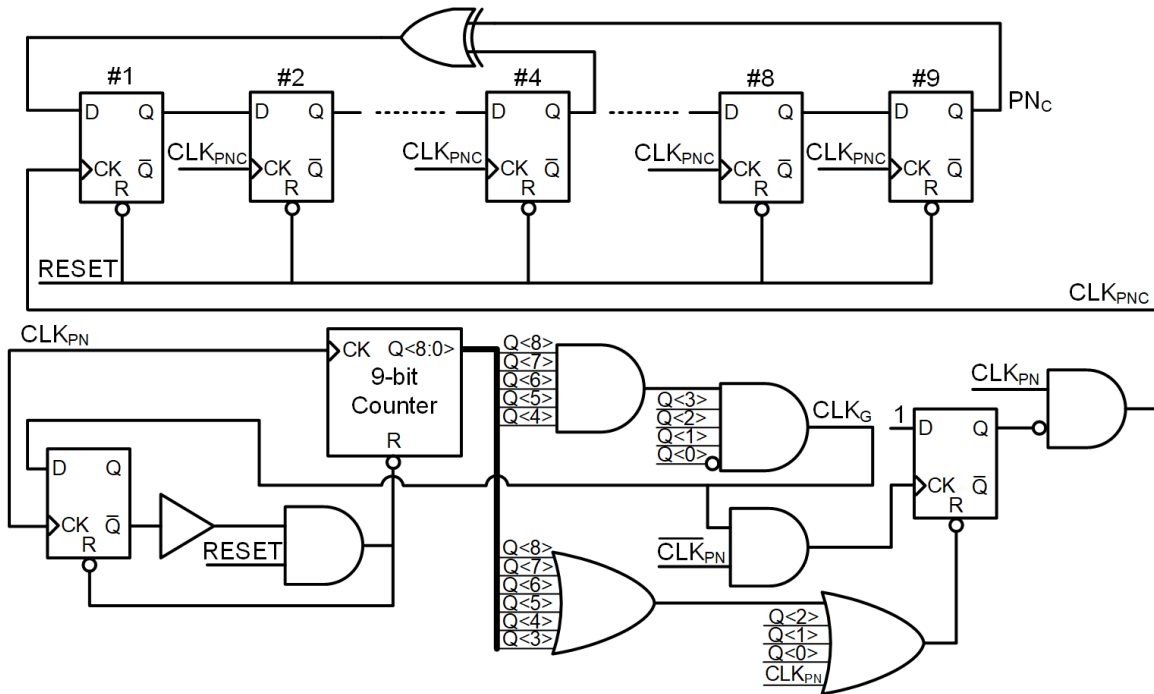 #1
#2
#4
#8
#9
D Q
D Q
D Q
D Q
D Q
PN_C
CLK_PNC
CLK_PNC
CLK_PNC
CLK_PNC
CK Q̅
CK Q̅
CK Q̅
CK Q̅
CK Q̅
R
R
R
R
R
RESET
CLK_PNC
CLK_PN
CK Q<8:0>
9-bit
Counter
R
Q<8>
Q<7>
Q<6>
Q<5>
Q<4>
Q<3>
Q<2>
Q<1>
Q<0>
CLK_G
CLK_PN
1
D Q
CK Q̅
R
D Q
CK Q̅
R
RESET
C̅L̅K̅_PN
Q<8>
Q<7>
Q<6>
Q<5>
Q<4>
Q<3>
Q<2>
Q<1>
Q<0>
CLK_PN